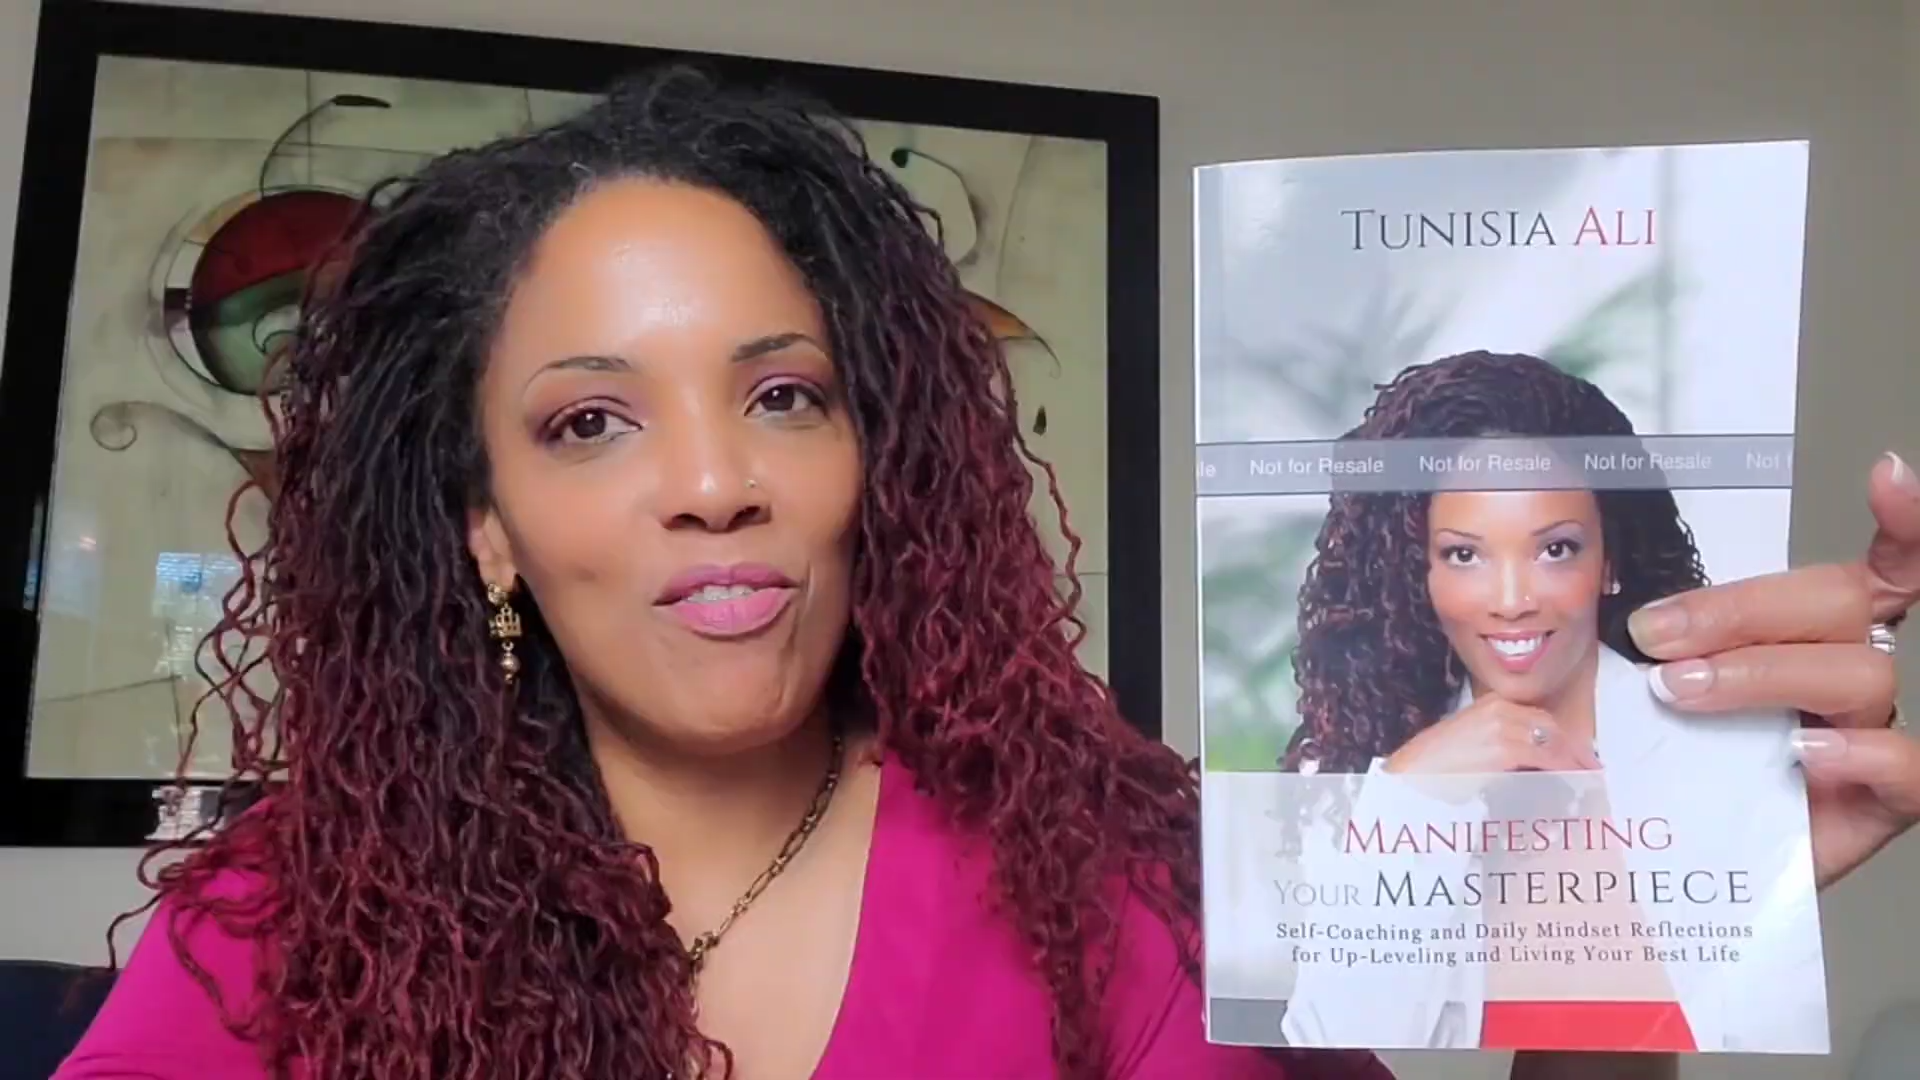 TUNISIA ALI
Not for Resale Not for Resale Not for Resale Not
MANIFESTING
YOUR MASTERPIECE
Self-Coaching and Daily Mindset Reflections
for Up-Leveling and Living Your Best Life